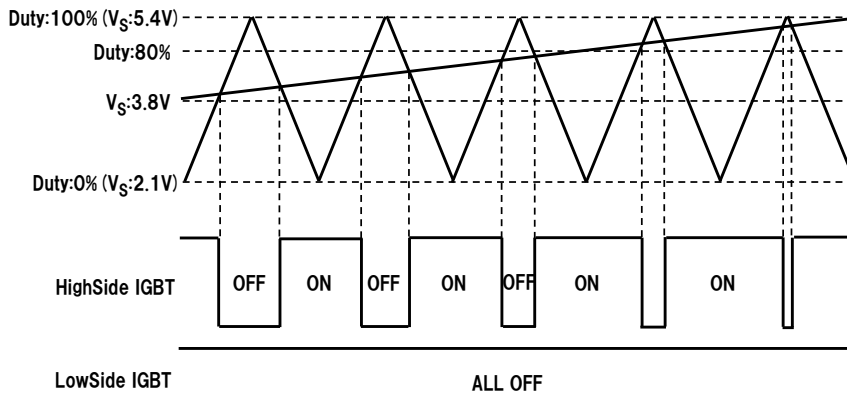 Duty:100% (VS:5.4V)
Duty:80%
VS:3.8V
Duty:0% (VS:2.1V)
HighSide IGBT
OFF ON OFF ON OFF ON ON
LowSide IGBT
ALL OFF